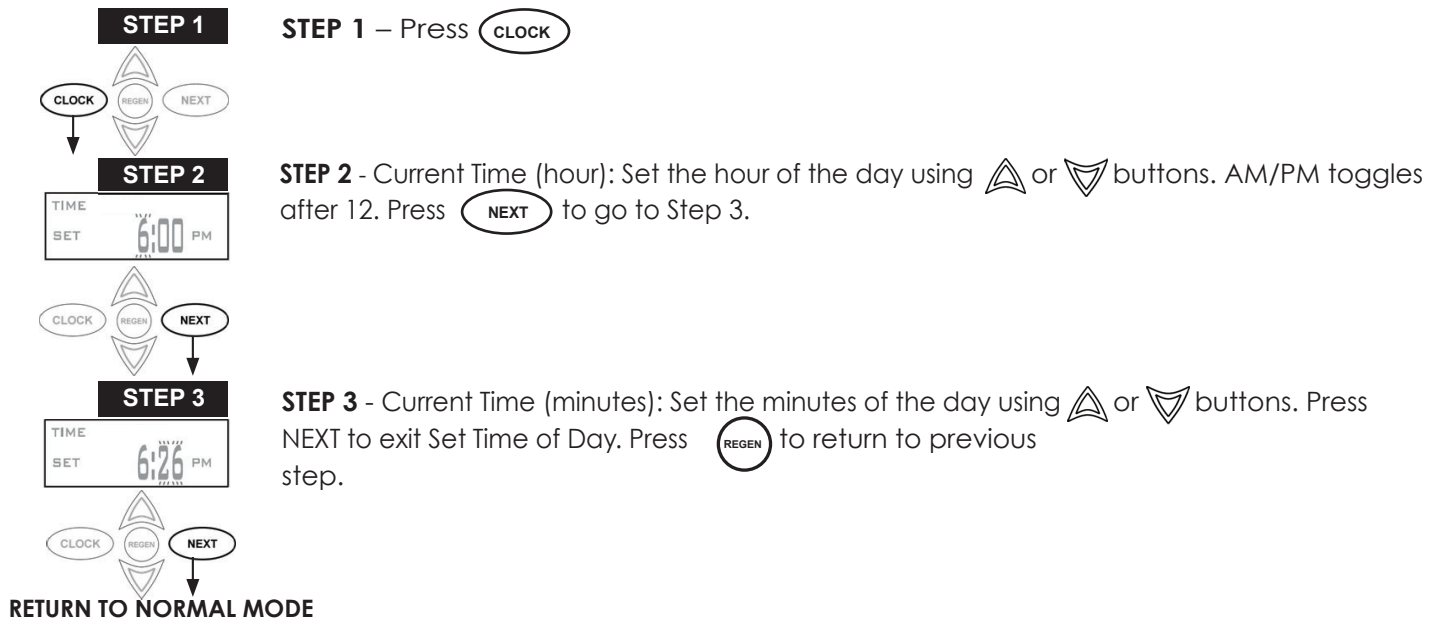 STEP 1
STEP 1 – Press CLOCK
CLOCK REGEN NEXT
STEP 2
STEP 2 - Current Time (hour): Set the hour of the day using or buttons. AM/PM toggles
after 12. Press NEXT to go to Step 3.
TIME
SET 6:00 PM
CLOCK REGEN NEXT
STEP 3
STEP 3 - Current Time (minutes): Set the minutes of the day using or buttons. Press
NEXT to exit Set Time of Day. Press REGEN to return to previous
step.
TIME
SET 6:26 PM
CLOCK REGEN NEXT
RETURN TO NORMAL MODE